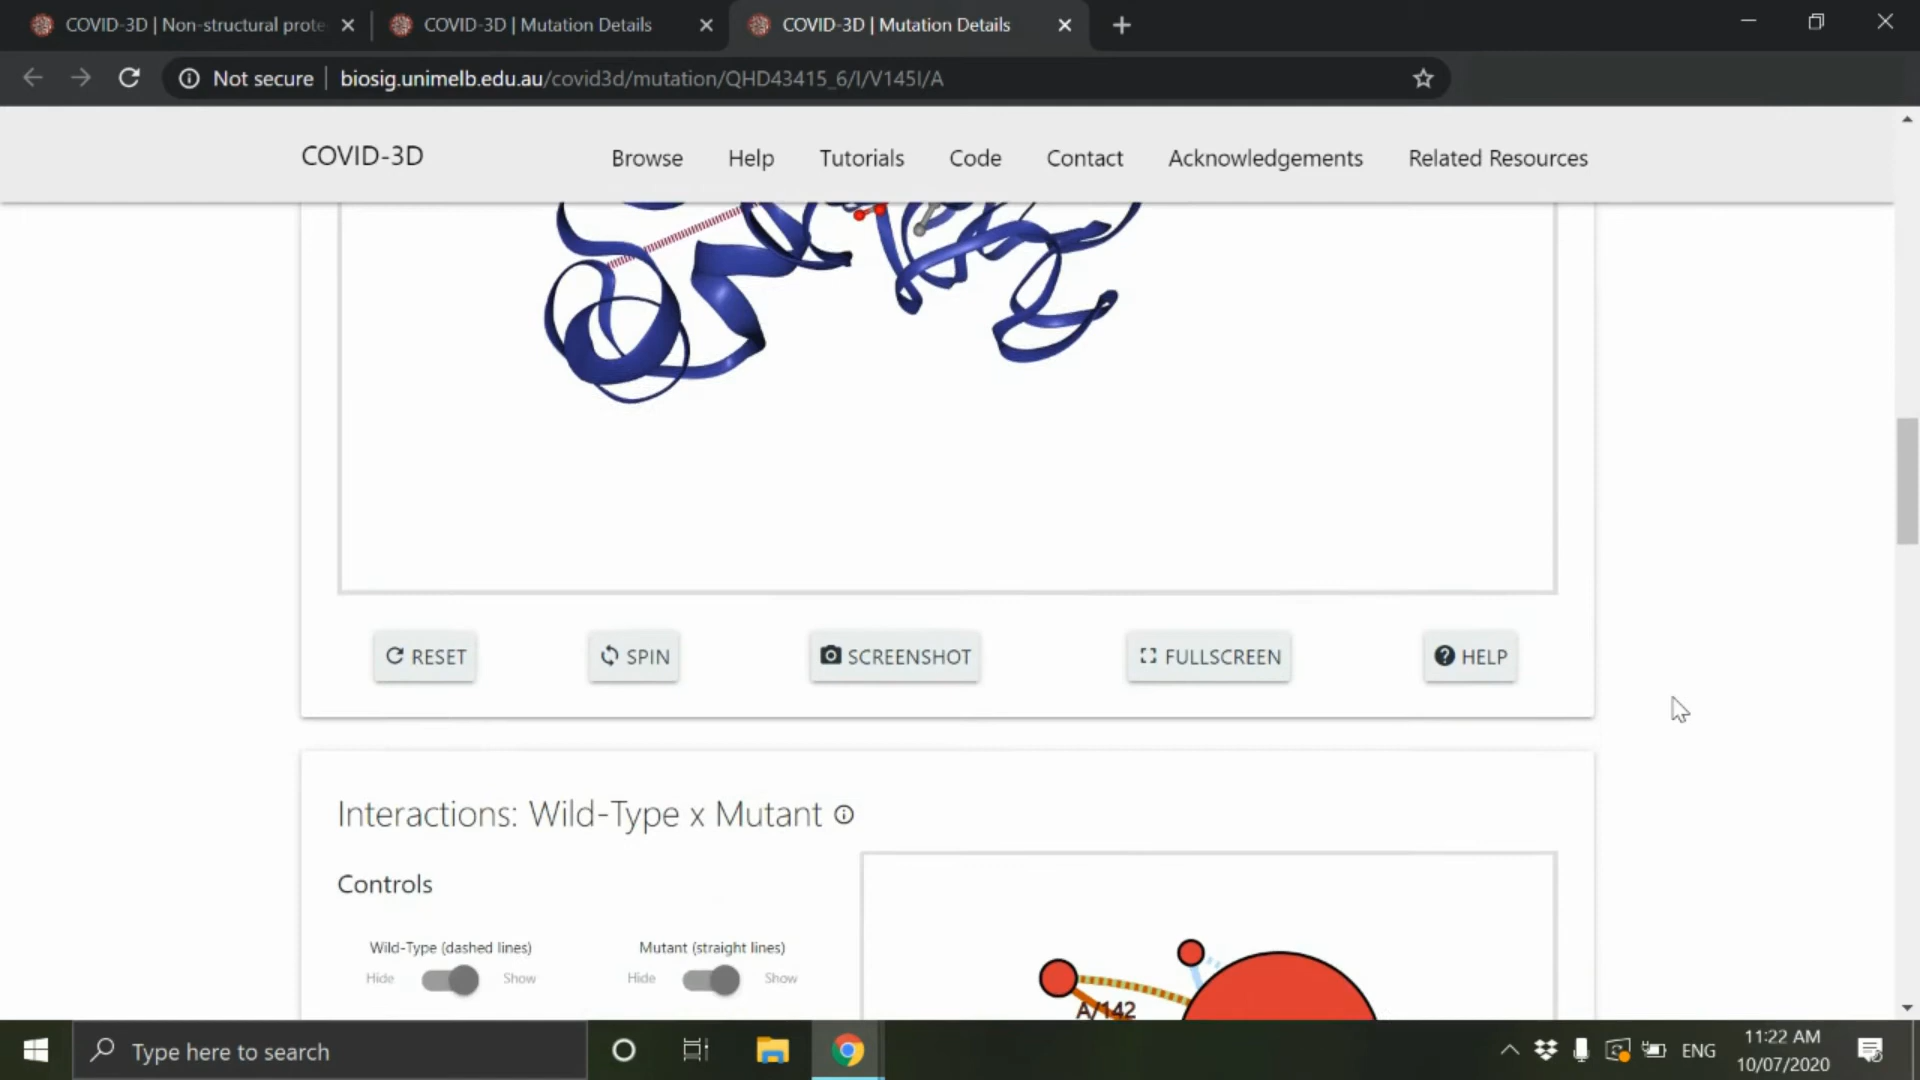 COVID-3D | Non-structural prote
COVID-3D | Mutation Details
COVID-3D | Mutation Details
Not secure
biosig.unimelb.edu.au/covid3d/mutation/QHD43415_6/I/V145I/A
COVID-3D
Browse
Help
Tutorials
Code
Contact
Acknowledgements
Related Resources
RESET
SPIN
SCREENSHOT
FULLSCREEN
HELP
Interactions: Wild-Type x Mutant
Controls
Wild-Type (dashed lines)
Mutant (straight lines)
Hide
Show
Hide
Show
A/142
Type here to search
ENG
11:22 AM
10/07/2020